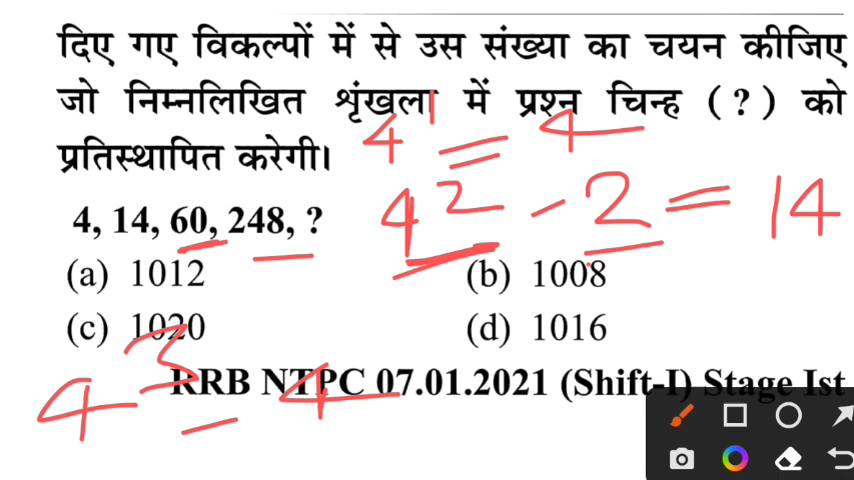 दिए गए विकल्पों में से उस संख्या का चयन कीजिए
जो निम्नलिखित श्रृंखला में प्रश्न चिन्ह ( ? ) को
प्रतिस्थापित करेगी।
4¹ = 4
4, 14, 60, 248, ?
4² - 2 = 14
(a) 1012
(b) 1008
(c) 1020
(d) 1016
4³ - 4
RRB NTPC 07.01.2021 (Shift-I) Stage Ist